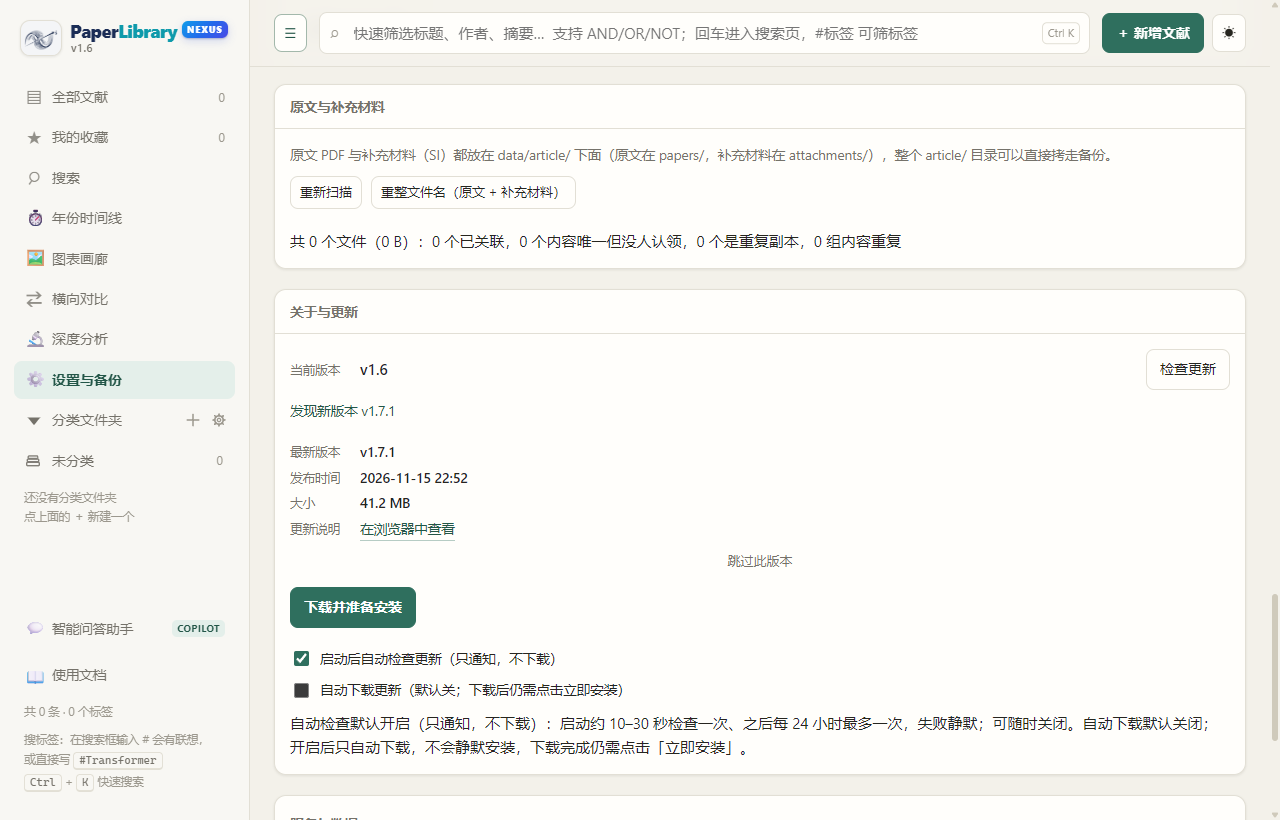 PaperLibrary NEXUS
v1.6
全部文献 0
我的收藏 0
搜索
年份时间线
图表画廊
横向对比
深度分析
设置与备份
分类文件夹
未分类 0
还没有分类文件夹
点上面的 + 新建一个
智能问答助手 COPILOT
使用文档
共 0 条 · 0 个标签
搜标签：在搜索框输入 # 会有联想，
或直接写 #Transformer
Ctrl + K 快速搜索
快速筛选标题、作者、摘要... 支持 AND/OR/NOT；回车进入搜索页，#标签 可筛标签 Ctrl K
+ 新增文献
原文与补充材料
原文 PDF 与补充材料（SI）都放在 data/article/ 下面（原文在 papers/，补充材料在 attachments/），整个 article/ 目录可以直接拷走备份。
重新扫描 重整文件名（原文 + 补充材料）
共 0 个文件（0 B）：0 个已关联，0 个内容唯一但没人认领，0 个是重复副本，0 组内容重复
关于与更新
当前版本 v1.6 检查更新
发现新版本 v1.7.1
最新版本 v1.7.1
发布时间 2026-11-15 22:52
大小 41.2 MB
更新说明 在浏览器中查看
跳过此版本
下载并准备安装
启动后自动检查更新（只通知，不下载）
自动下载更新（默认关；下载后仍需点击立即安装）
自动检查默认开启（只通知，不下载）：启动约 10–30 秒检查一次、之后每 24 小时最多一次，失败静默；可随时关闭。自动下载默认关闭；
开启后只自动下载，不会静默安装，下载完成仍需点击「立即安装」。